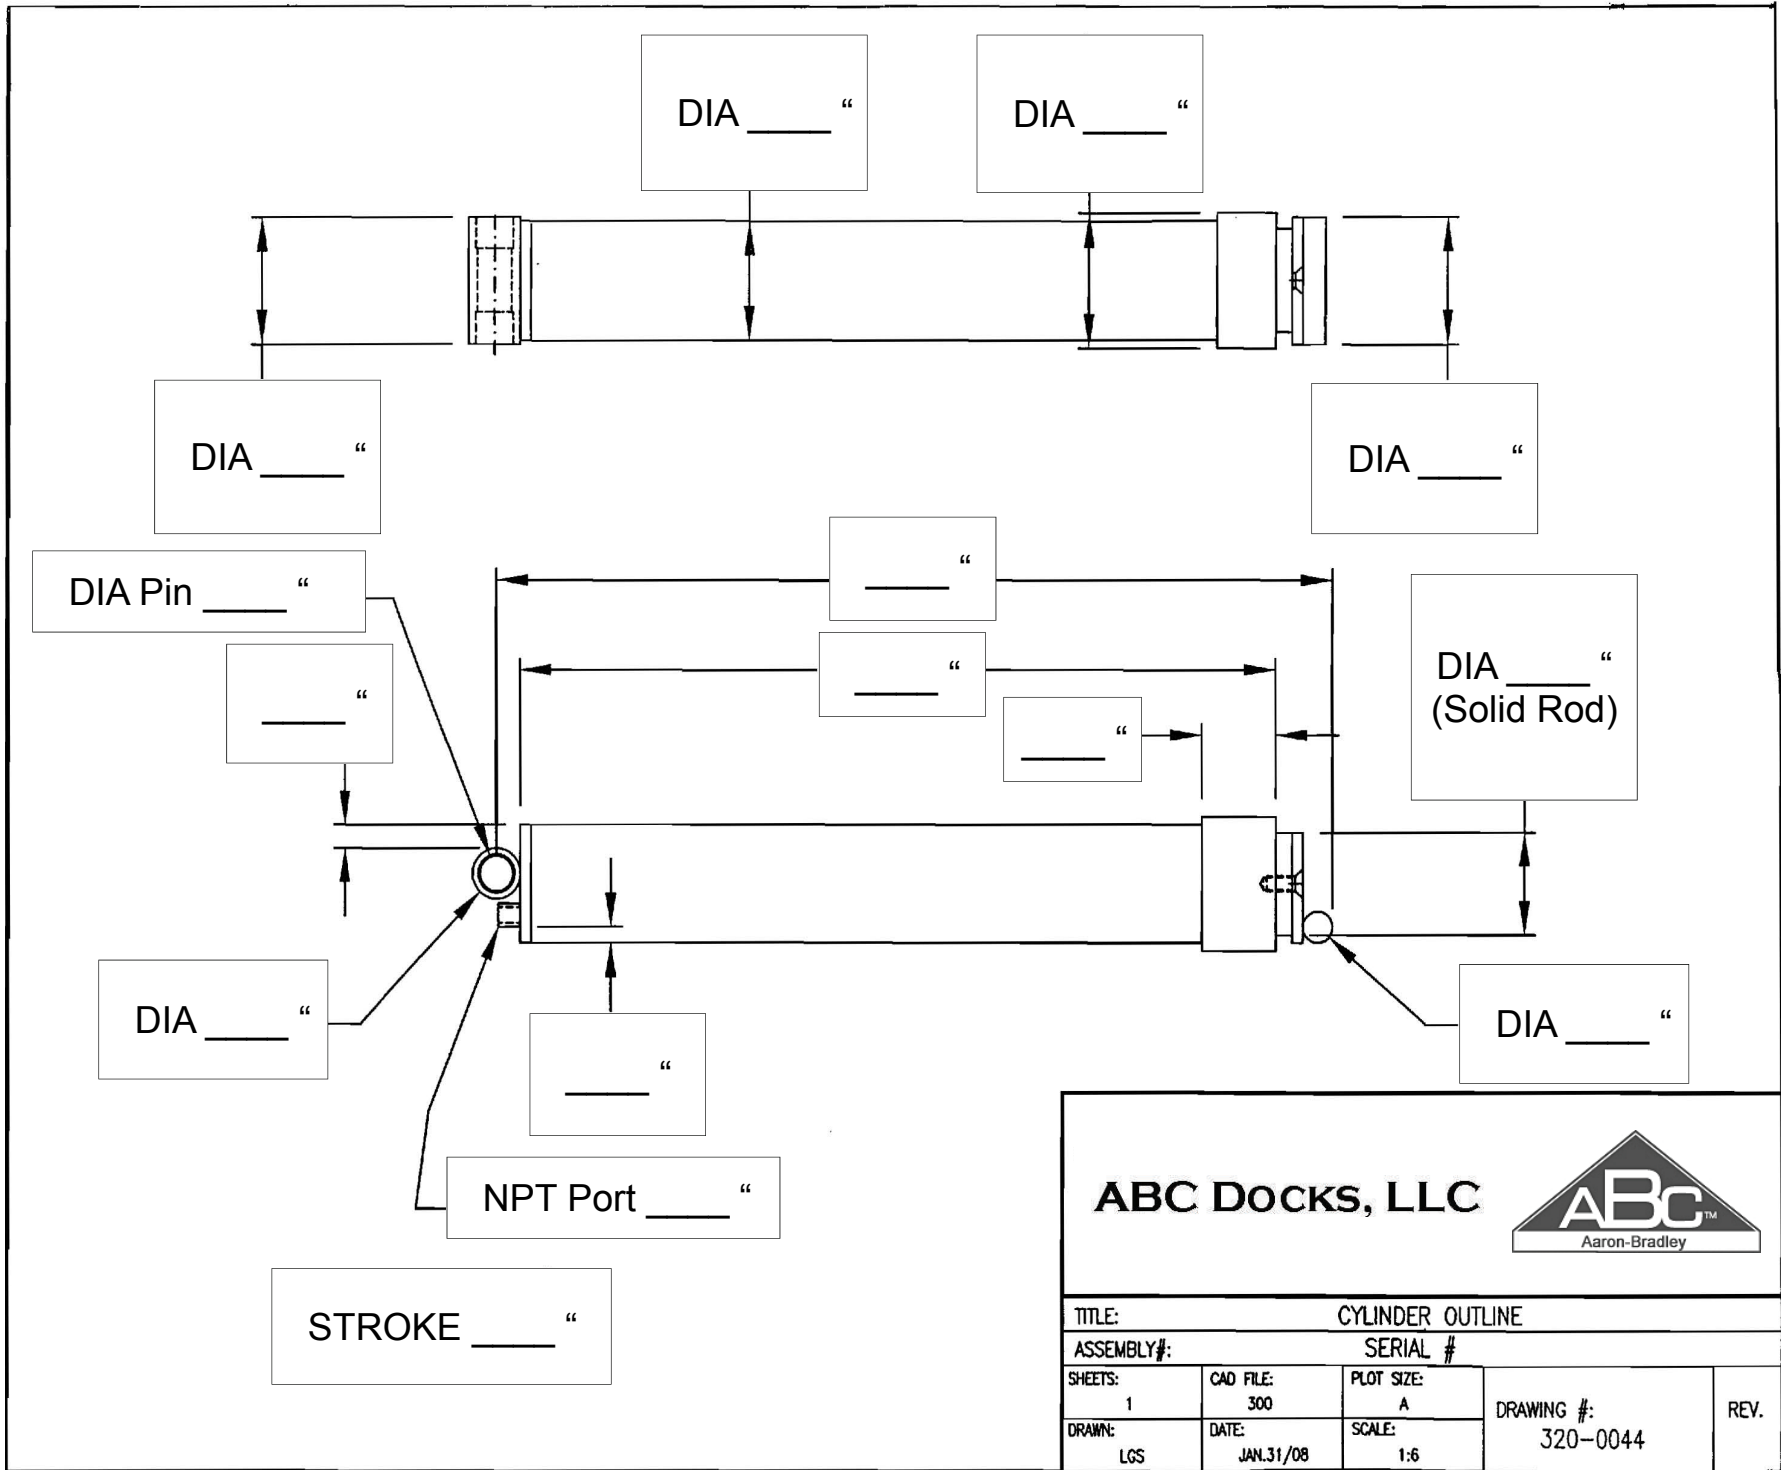 DIA ____ “
DIA ____ “
DIA ____ “
DIA ____ “
DIA Pin ____ “
____ “
____ “
____ “
____ “
DIA ____ “
(Solid Rod)
DIA ____ “
____ “
DIA ____ “
NPT Port ____ “
STROKE ____ “
ABC DOCKS, LLC
ABC™
Aaron-Bradley
TITLE: CYLINDER OUTLINE
ASSEMBLY#: SERIAL #
SHEETS: 1
CAD FILE: 300
PLOT SIZE: A
DRAWING #: 320-0044
REV.
DRAWN: LGS
DATE: JAN.31/08
SCALE: 1:6